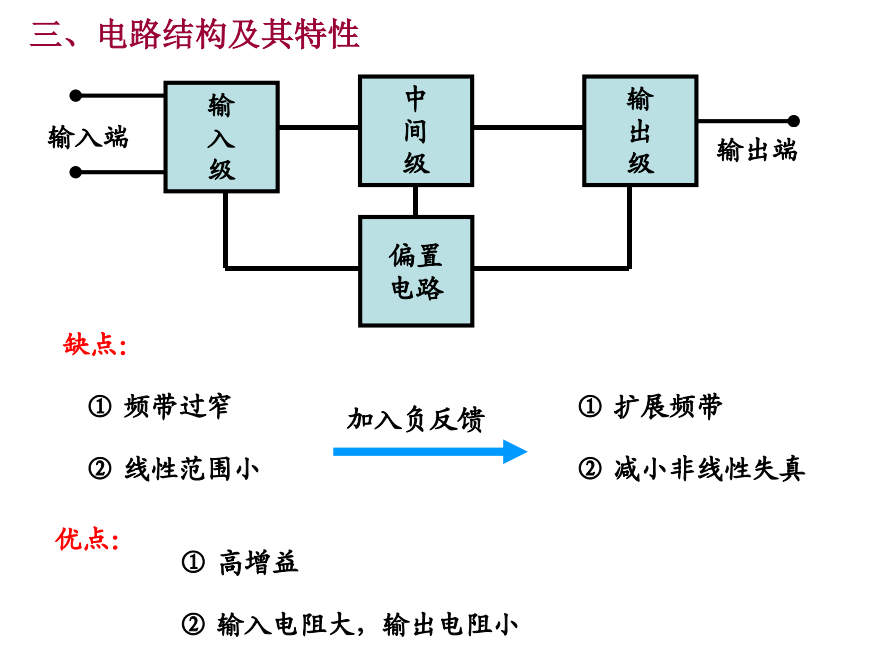 三、电路结构及其特性
输入端
输
入
级
中
间
级
输
出
级
输出端
偏置
电路
缺点：
① 频带过窄
② 线性范围小
加入负反馈
① 扩展频带
② 减小非线性失真
优点：
① 高增益
② 输入电阻大，输出电阻小